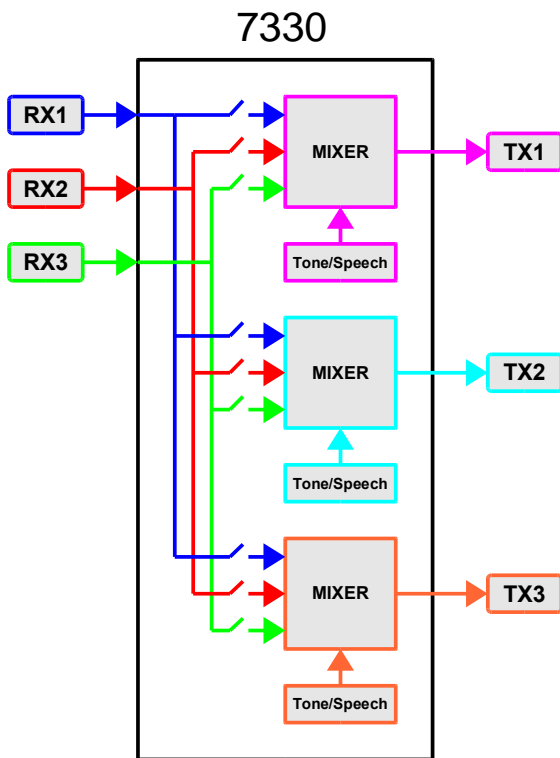 7330
RX1
MIXER
TX1
RX2
RX3
Tone/Speech
MIXER
TX2
Tone/Speech
MIXER
TX3
Tone/Speech